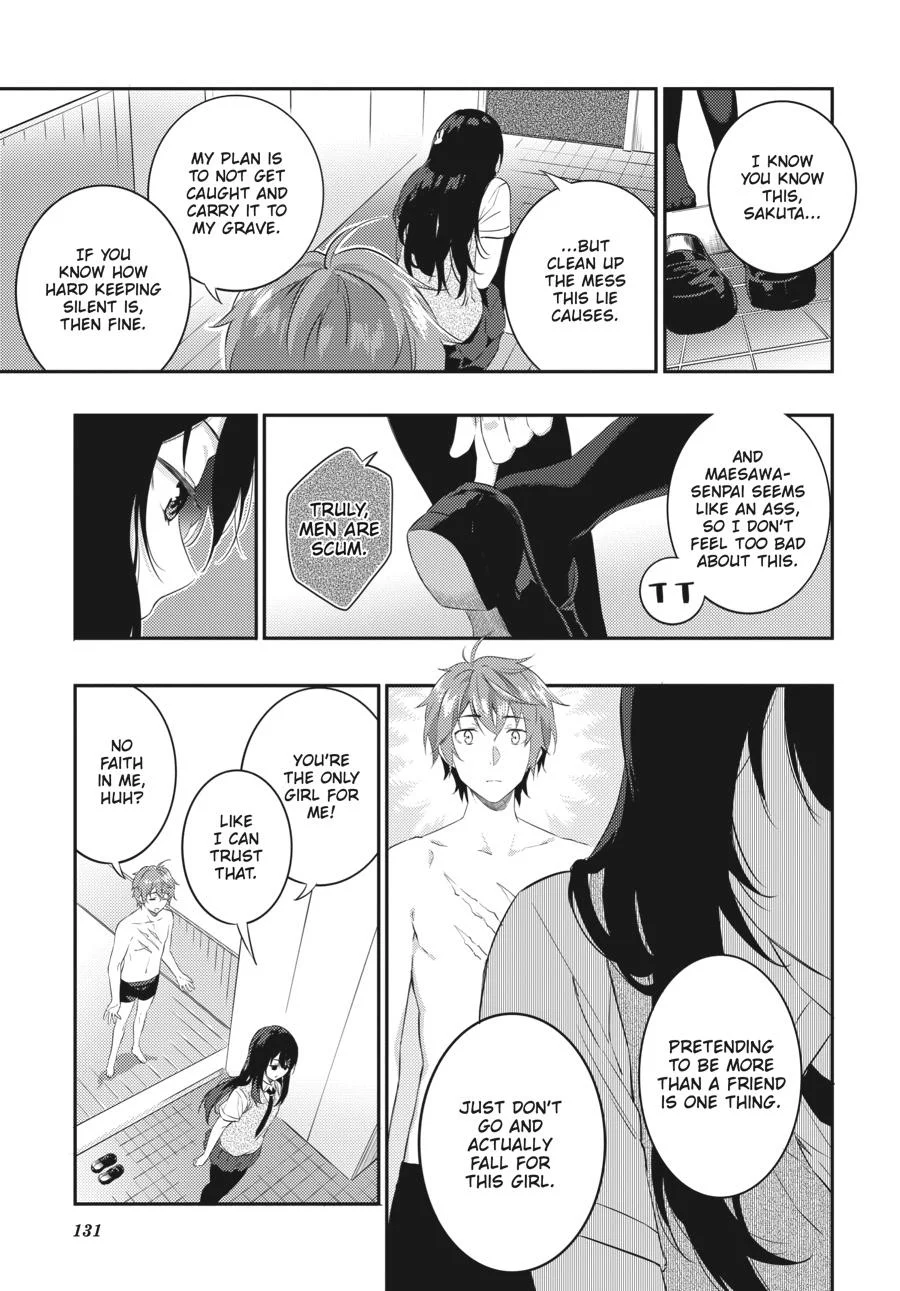 I KNOW
YOU KNOW
THIS,
SAKUTA...
...BUT
CLEAN UP
THE MESS
THIS LIE
CAUSES.
MY PLAN IS
TO NOT GET
CAUGHT AND
CARRY IT TO
MY GRAVE.
IF YOU
KNOW HOW
HARD KEEPING
SILENT IS,
THEN FINE.
AND
MAESAWA-
SENPAI SEEMS
LIKE AN ASS,
SO I DON'T
FEEL TOO BAD
ABOUT THIS.
TRULY,
MEN ARE
SCUM.
PRETENDING
TO BE MORE
THAN A FRIEND
IS ONE THING.
JUST DON'T
GO AND
ACTUALLY
FALL FOR
THIS GIRL.
YOU'RE
THE ONLY
GIRL FOR
ME!
LIKE
I CAN
TRUST
THAT.
NO
FAITH
IN ME,
HUH?
131